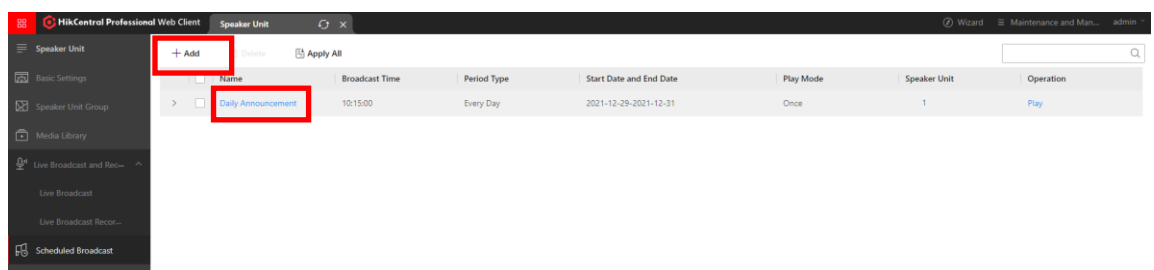 HikCentral Professional Web Client Speaker Unit Wizard Maintenance and Man... admin
Speaker Unit
Basic Settings
Speaker Unit Group
Media Library
Live Broadcast and Rec...
Live Broadcast
Live Broadcast Recor...
Scheduled Broadcast
+ Add Delete Apply All
Name Broadcast Time Period Type Start Date and End Date Play Mode Speaker Unit Operation
> Daily Announcement 10:15:00 Every Day 2021-12-29-2021-12-31 Once 1 Play